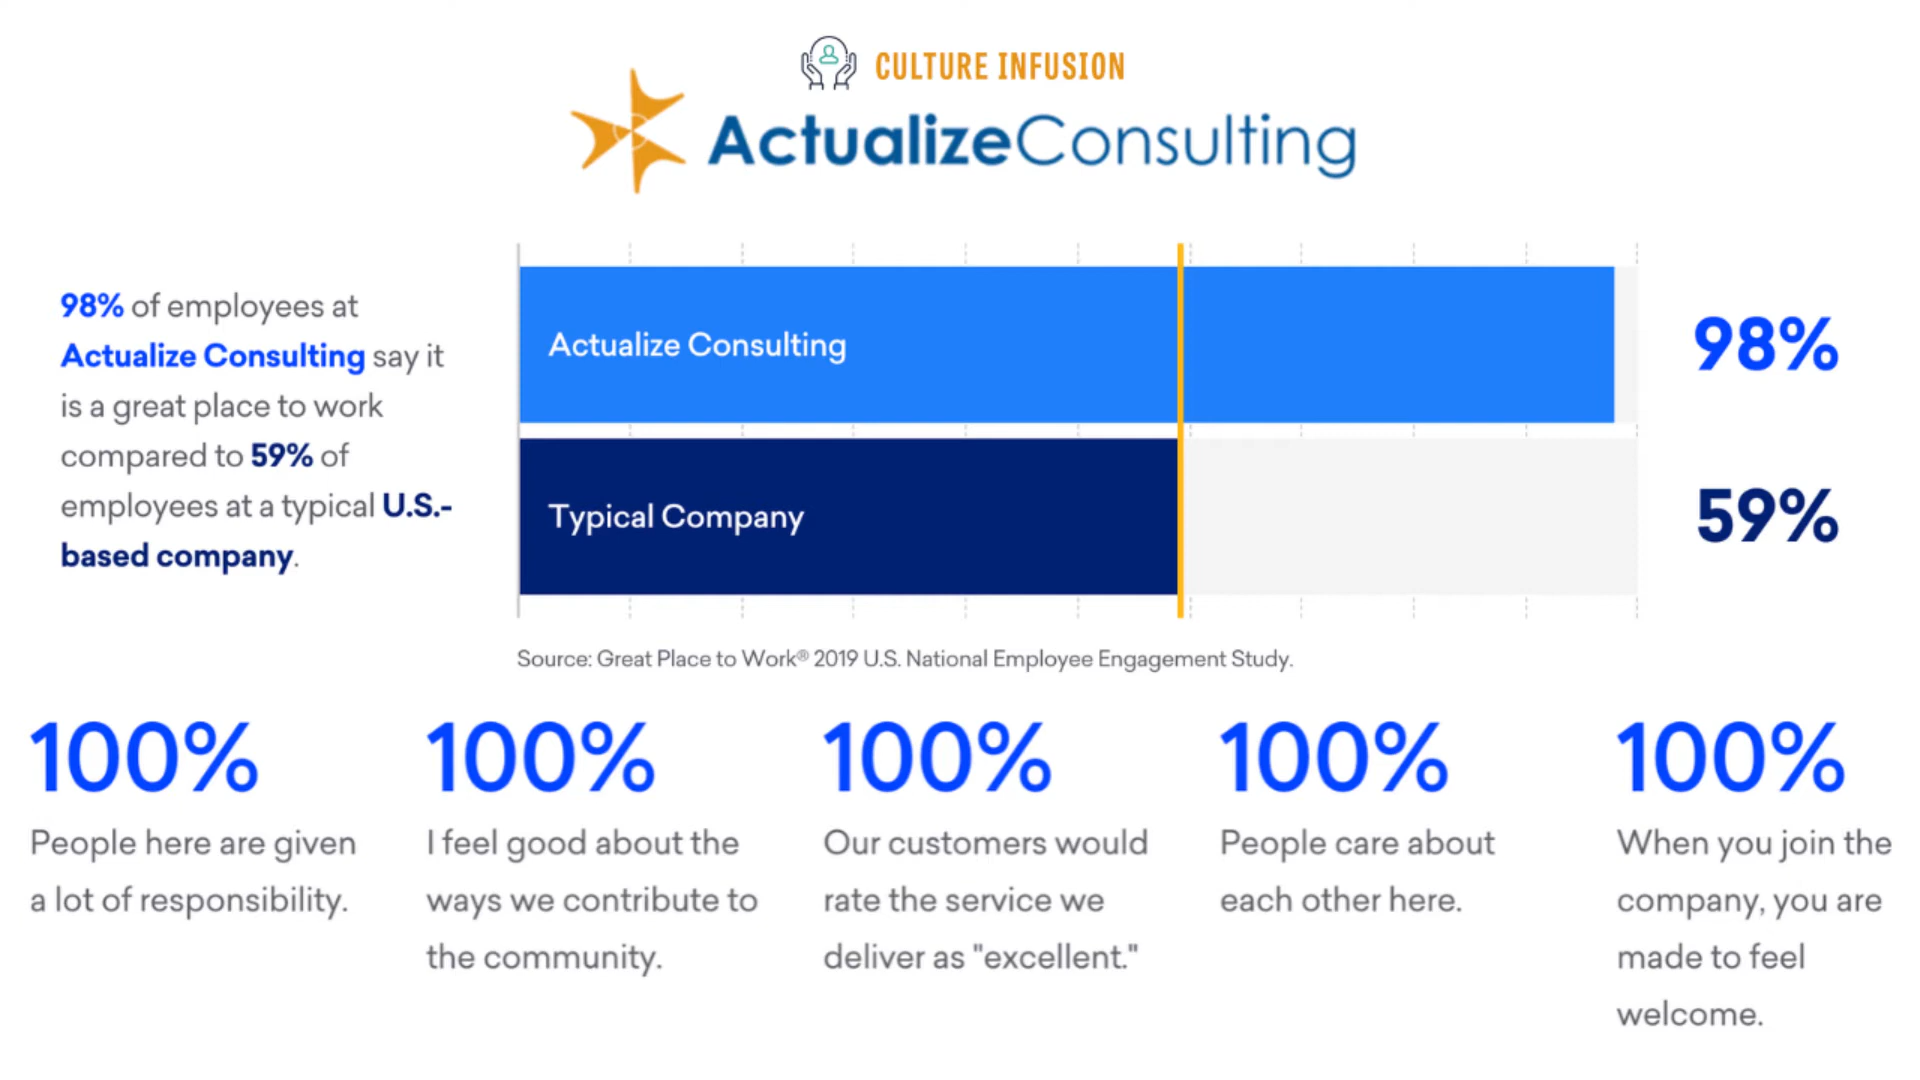 CULTURE INFUSION
ActualizeConsulting
98% of employees at
Actualize Consulting say it
is a great place to work
compared to 59% of
employees at a typical U.S.-
based company.
Actualize Consulting
98%
Typical Company
59%
Source: Great Place to Work® 2019 U.S. National Employee Engagement Study.
100%
People here are given
a lot of responsibility.
100%
I feel good about the
ways we contribute to
the community.
100%
Our customers would
rate the service we
deliver as "excellent."
100%
People care about
each other here.
100%
When you join the
company, you are
made to feel
welcome.